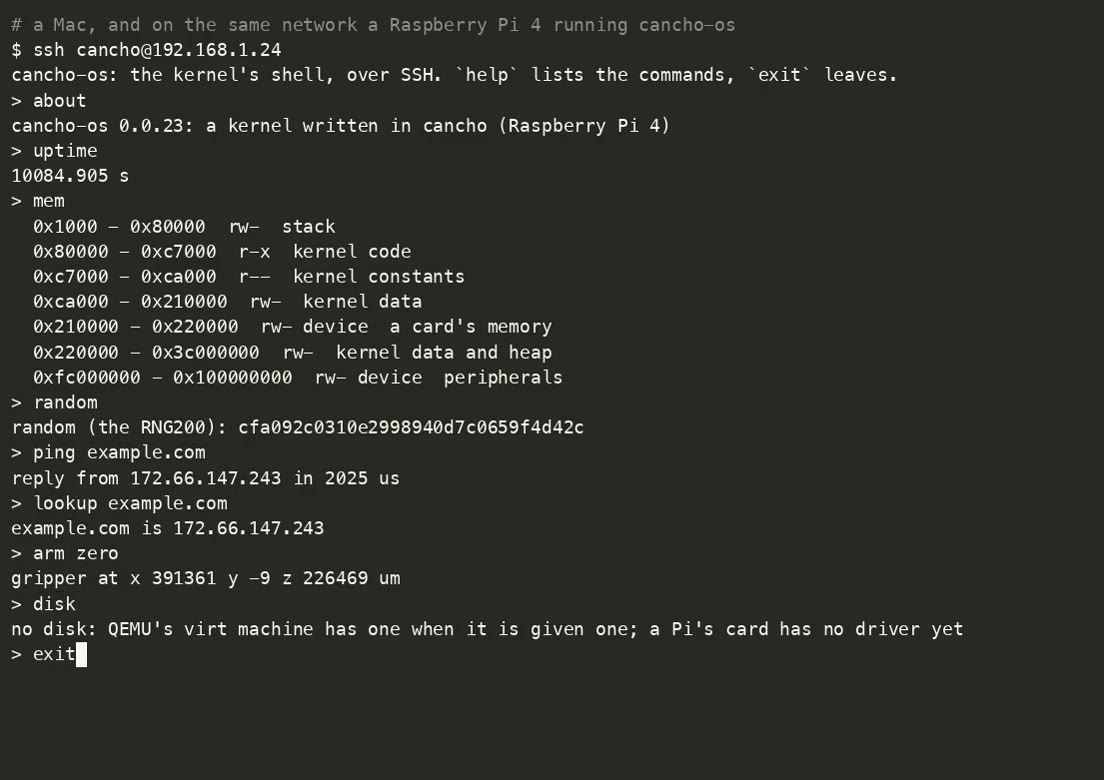 # a Mac, and on the same network a Raspberry Pi 4 running cancho-os
$ ssh cancho@192.168.1.24
cancho-os: the kernel's shell, over SSH. `help` lists the commands, `exit` leaves.
> about
cancho-os 0.0.23: a kernel written in cancho (Raspberry Pi 4)
> uptime
10084.905 s
> mem
  0x1000 - 0x80000  rw-  stack
  0x80000 - 0xc7000  r-x  kernel code
  0xc7000 - 0xca000  r--  kernel constants
  0xca000 - 0x210000  rw-  kernel data
  0x210000 - 0x220000  rw- device  a card's memory
  0x220000 - 0x3c000000  rw-  kernel data and heap
  0xfc000000 - 0x100000000  rw- device  peripherals
> random
random (the RNG200): cfa092c0310e2998940d7c0659f4d42c
> ping example.com
reply from 172.66.147.243 in 2025 us
> lookup example.com
example.com is 172.66.147.243
> arm zero
gripper at x 391361 y -9 z 226469 um
> disk
no disk: QEMU's virt machine has one when it is given one; a Pi's card has no driver yet
> exit